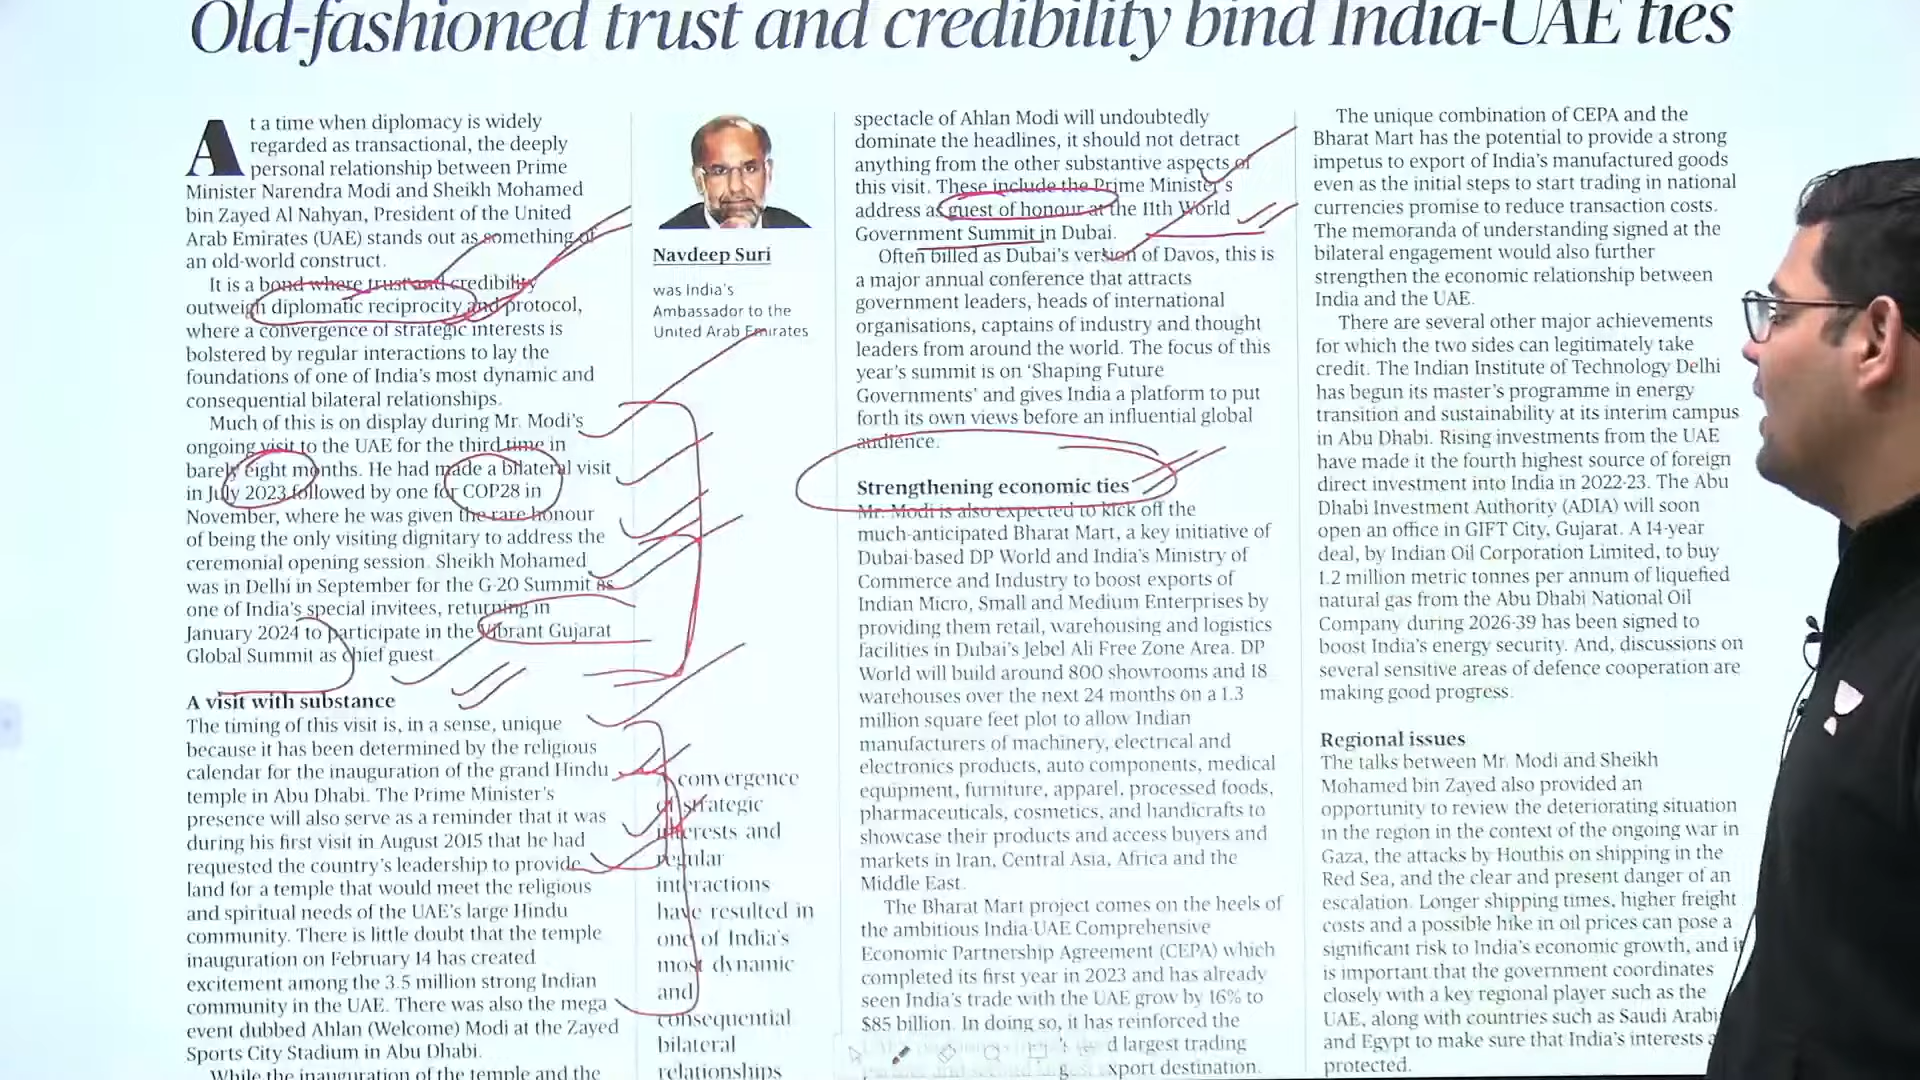 Old-fashioned trust and credibility bind India-UAE ties
At a time when diplomacy is widely
regarded as transactional, the deeply
personal relationship between Prime
Minister Narendra Modi and Sheikh Mohamed
bin Zayed Al Nahyan, President of the United
Arab Emirates (UAE) stands out as something of
an old-world construct.
It is a bond where trust and credibility
outweigh diplomatic reciprocity and protocol,
where a convergence of strategic interests is
bolstered by regular interactions to lay the
foundations of one of India's most dynamic and
consequential bilateral relationships.
Much of this is on display during Mr. Modi's
ongoing visit to the UAE for the third time in
barely eight months. He had made a bilateral visit
in July 2023 followed by one for COP28 in
November, where he was given the rare honour
of being the only visiting dignitary to address the
ceremonial opening session. Sheikh Mohamed
was in Delhi in September for the G-20 Summit as
one of India's special invitees, returning in
January 2024 to participate in the Vibrant Gujarat
Global Summit as chief guest.
A visit with substance
The timing of this visit is, in a sense, unique
because it has been determined by the religious
calendar for the inauguration of the grand Hindu
temple in Abu Dhabi. The Prime Minister's
presence will also serve as a reminder that it was
during his first visit in August 2015 that he had
requested the country's leadership to provide
land for a temple that would meet the religious
and spiritual needs of the UAE's large Hindu
community. There is little doubt that the temple
inauguration on February 14 has created
excitement among the 3.5 million strong Indian
community in the UAE. There was also the mega
event dubbed Ahlan (Welcome) Modi at the Zayed
Sports City Stadium in Abu Dhabi.
While the inauguration of the temple and the
Navdeep Suri
was India's
Ambassador to the
United Arab Emirates
convergence
of strategic
interests and
regular
interactions
have resulted in
one of India's
most dynamic
and
consequential
bilateral
relationships
spectacle of Ahlan Modi will undoubtedly
dominate the headlines, it should not detract
anything from the other substantive aspects of
this visit. These include the Prime Minister's
address as guest of honour at the 11th World
Government Summit in Dubai.
Often billed as Dubai's version of Davos, this is
a major annual conference that attracts
government leaders, heads of international
organisations, captains of industry and thought
leaders from around the world. The focus of this
year's summit is on 'Shaping Future
Governments' and gives India a platform to put
forth its own views before an influential global
audience.
Strengthening economic ties
Mr. Modi is also expected to kick off the
much-anticipated Bharat Mart, a key initiative of
Dubai-based DP World and India's Ministry of
Commerce and Industry to boost exports of
Indian Micro, Small and Medium Enterprises by
providing them retail, warehousing and logistics
facilities in Dubai's Jebel Ali Free Zone Area. DP
World will build around 800 showrooms and 18
warehouses over the next 24 months on a 1.3
million square feet plot to allow Indian
manufacturers of machinery, electrical and
electronics products, auto components, medical
equipment, furniture, apparel, processed foods,
pharmaceuticals, cosmetics, and handicrafts to
showcase their products and access buyers and
markets in Iran, Central Asia, Africa and the
Middle East.
The Bharat Mart project comes on the heels of
the ambitious India-UAE Comprehensive
Economic Partnership Agreement (CEPA) which
completed its first year in 2023 and has already
seen India's trade with the UAE grow by 16% to
$85 billion. In doing so, it has reinforced the
d largest trading
xport destination.
The unique combination of CEPA and the
Bharat Mart has the potential to provide a strong
impetus to export of India's manufactured goods
even as the initial steps to start trading in national
currencies promise to reduce transaction costs.
The memoranda of understanding signed at the
bilateral engagement would also further
strengthen the economic relationship between
India and the UAE.
There are several other major achievements
for which the two sides can legitimately take
credit. The Indian Institute of Technology Delhi
has begun its master's programme in energy
transition and sustainability at its interim campus
in Abu Dhabi. Rising investments from the UAE
have made it the fourth highest source of foreign
direct investment into India in 2022-23. The Abu
Dhabi Investment Authority (ADIA) will soon
open an office in GIFT City, Gujarat. A 14-year
deal, by Indian Oil Corporation Limited, to buy
1.2 million metric tonnes per annum of liquefied
natural gas from the Abu Dhabi National Oil
Company during 2026-39 has been signed to
boost India's energy security. And, discussions on
several sensitive areas of defence cooperation are
making good progress.
Regional issues
The talks between Mr. Modi and Sheikh
Mohamed bin Zayed also provided an
opportunity to review the deteriorating situation
in the region in the context of the ongoing war in
Gaza, the attacks by Houthis on shipping in the
Red Sea, and the clear and present danger of an
escalation. Longer shipping times, higher freight
costs and a possible hike in oil prices can pose a
significant risk to India's economic growth, and it
is important that the government coordinates
closely with a key regional player such as the
UAE, along with countries such as Saudi Arabi
and Egypt to make sure that India's interests a
protected.